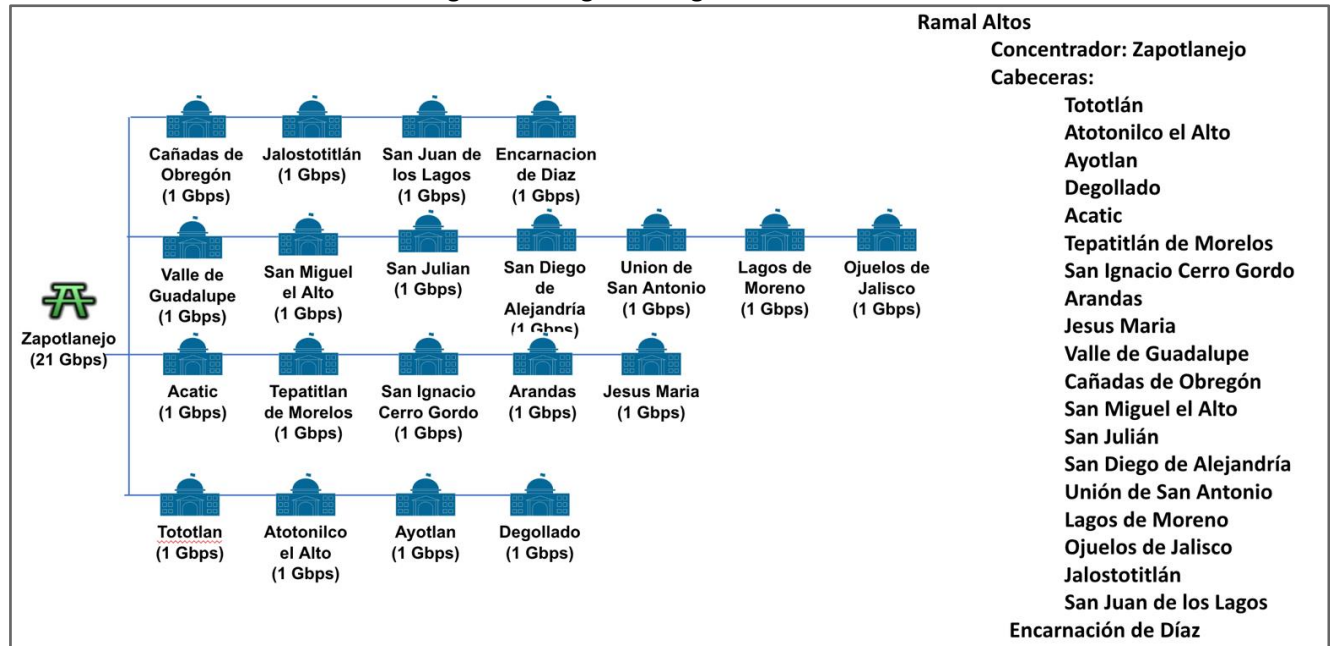 Ramal Altos
Concentrador: Zapotlanejo
Cabeceras:
Tototlán
Atotonilco el Alto
Ayotlan
Degollado
Acatic
Tepatitlán de Morelos
San Ignacio Cerro Gordo
Arandas
Jesus Maria
Valle de Guadalupe
Cañadas de Obregón
San Miguel el Alto
San Julián
San Diego de Alejandría
Unión de San Antonio
Lagos de Moreno
Ojuelos de Jalisco
Jalostotitlán
San Juan de los Lagos
Encarnación de Díaz
Zapotlanejo
(21 Gbps)
Cañadas de
Obregón
(1 Gbps)
Jalostotitlán
(1 Gbps)
San Juan de
los Lagos
(1 Gbps)
Encarnacion
de Diaz
(1 Gbps)
Valle de
Guadalupe
(1 Gbps)
San Miguel
el Alto
(1 Gbps)
San Julian
(1 Gbps)
San Diego
de
Alejandría
(1 Gbps)
Union de
San Antonio
(1 Gbps)
Lagos de
Moreno
(1 Gbps)
Ojuelos de
Jalisco
(1 Gbps)
Acatic
(1 Gbps)
Tepatitlan
de Morelos
(1 Gbps)
San Ignacio
Cerro Gordo
(1 Gbps)
Arandas
(1 Gbps)
Jesus Maria
(1 Gbps)
Tototlan
(1 Gbps)
Atotonilco
el Alto
(1 Gbps)
Ayotlan
(1 Gbps)
Degollado
(1 Gbps)